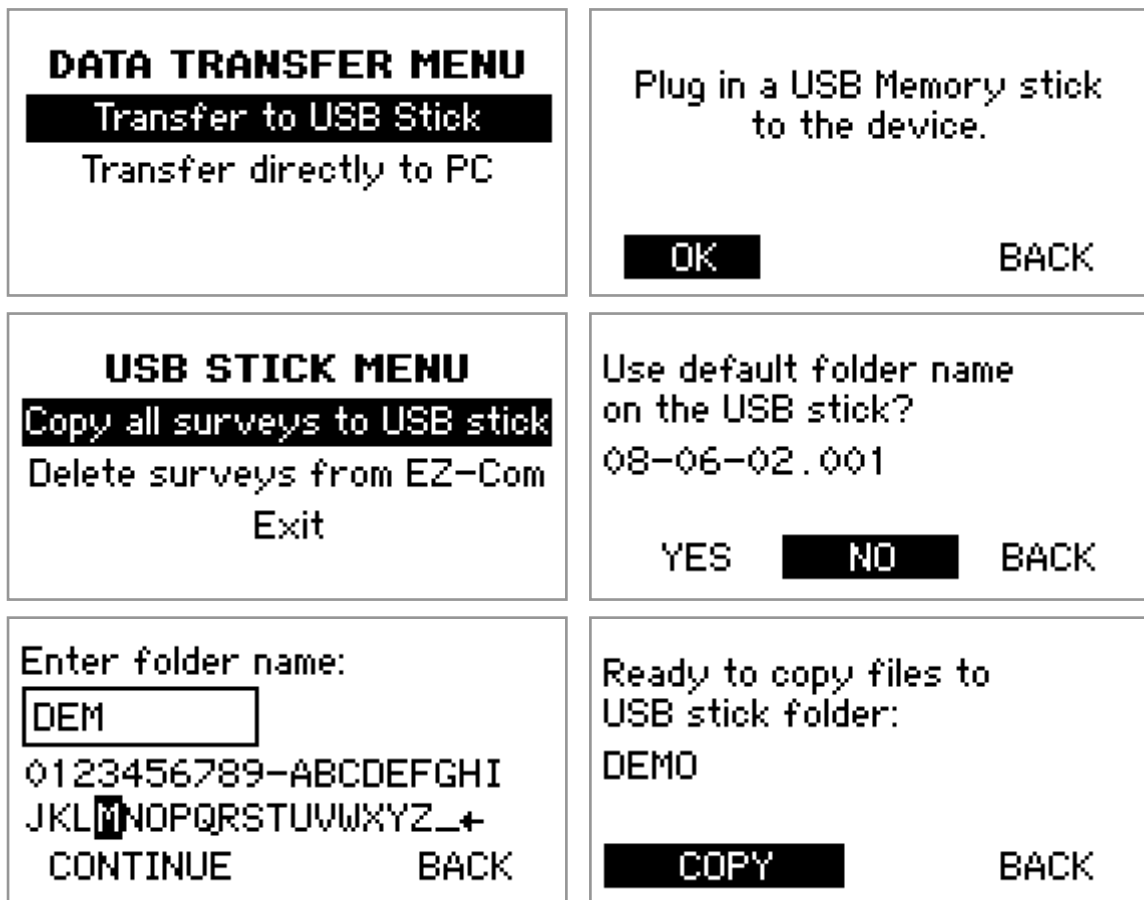 DATA TRANSFER MENU
Transfer to USB Stick
Transfer directly to PC
Plug in a USB Memory stick
to the device.
OK BACK
USB STICK MENU
Copy all surveys to USB stick
Delete surveys from EZ-Com
Exit
Use default folder name
on the USB stick?
08-06-02.001
YES NO BACK
Enter folder name:
DEM
0123456789-ABCDEFGHI
JKLMNOPQRSTUVWXYZ_←
CONTINUE BACK
Ready to copy files to
USB stick folder:
DEMO
COPY BACK